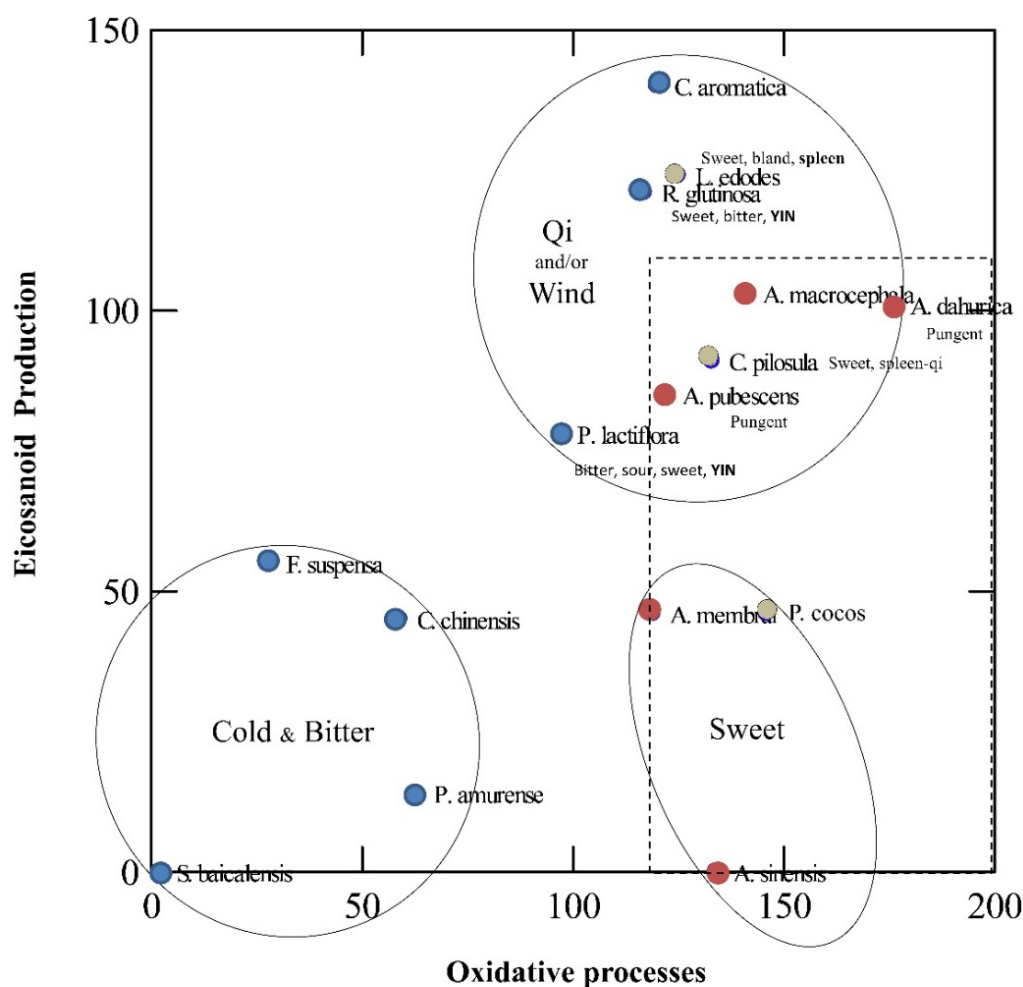 150
C. aromatica
Sweet, bland, spleen
L. edodes
R. glutinosa
Sweet, bitter, YIN
Qi
and/or
Wind
100
A. macrocephala
A. dahurica
Pungent
C. pilosula Sweet, spleen-qi
A. pubescens
Pungent
P. lactiflora
Bitter, sour, sweet, YIN
Eicosanoid Production
F. suspensa
50
C. chinensis
A. membra
P. cocos
Cold & Bitter
Sweet
P. amurense
0
S. baicalensis
A. sinensis
0 50 100 150 200
Oxidative processes